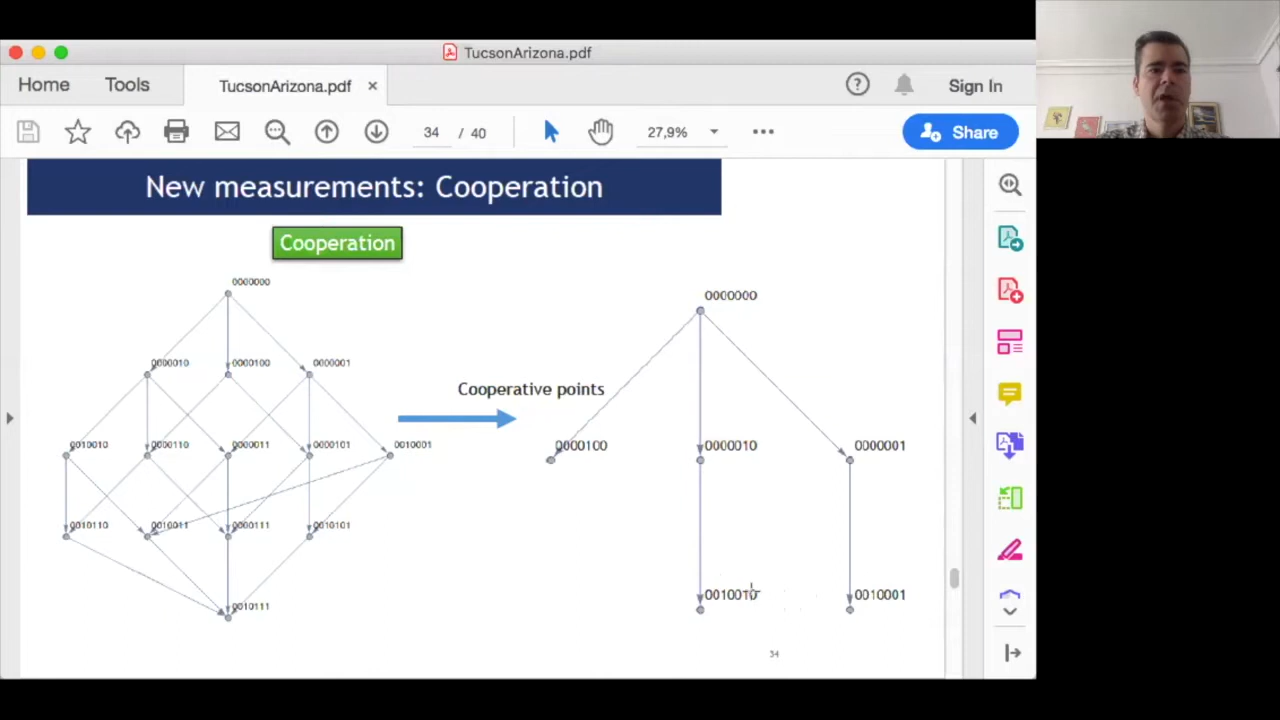 TucsonArizona.pdf
Home Tools TucsonArizona.pdf × ? Sign In
34 / 40 27,9% Share
New measurements: Cooperation
Cooperation
0000000
0000010 0000100 0000001
0010010 0000110 0000011 0000101 0010001
0010110 0010011 0000111 0010101
0010111
Cooperative points
0000000
0000100 0000010 0000001
0010010 0010001
34